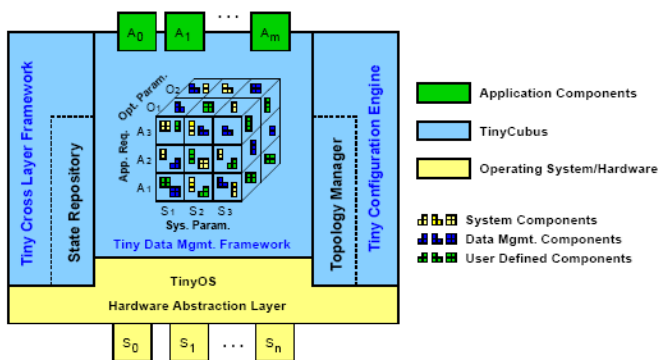 A0 A1 ... Am
Tiny Cross Layer Framework
State Repository
Opt. Param.
O2
O1
App. Req.
A3
A2
A1
S1 S2 S3
Sys. Param.
Tiny Data Mgmt. Framework
Topology Manager
Tiny Configuration Engine
TinyOS
Hardware Abstraction Layer
S0 S1 ... Sn
Application Components
TinyCubus
Operating System/Hardware
System Components
Data Mgmt. Components
User Defined Components